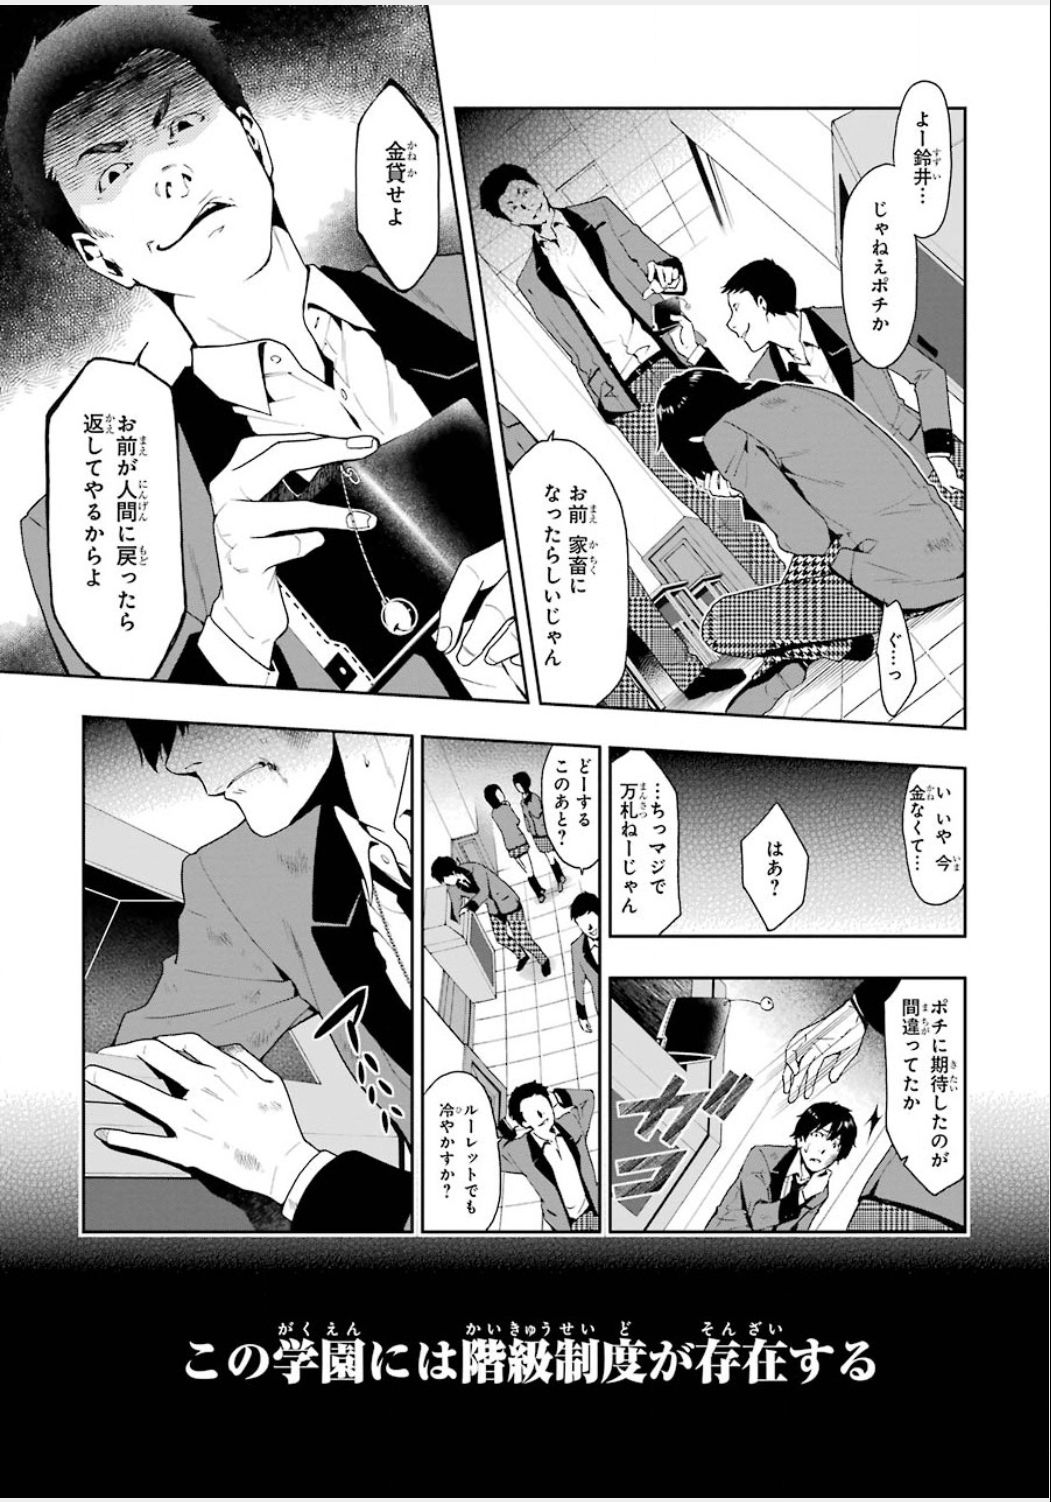 よー鈴井…
じゃねえポチか
お前 家畜に
なったらしいじゃん
ぐ…っ
金貸せよ
お前が人間に戻ったら
返してやるからよ
い いや 今
金なくて…
はあ?
…ちっ マジで
万札ねーじゃん
ポチに期待したのが
間違ってたか
ガ
ゴ
どーする
このあと?
ルーレットでも
冷やかすか?
この学園には階級制度が存在する